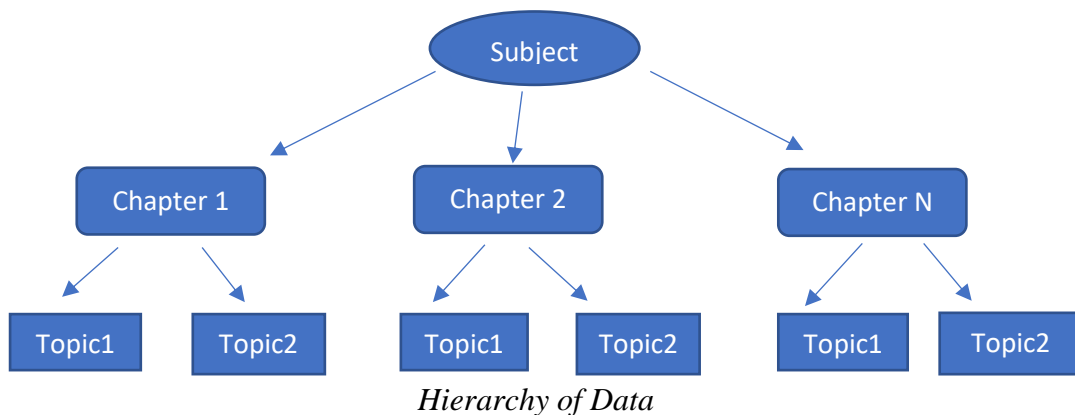 Subject
Chapter 1 Chapter 2 Chapter N
Topic1 Topic2 Topic1 Topic2 Topic1 Topic2
Hierarchy of Data